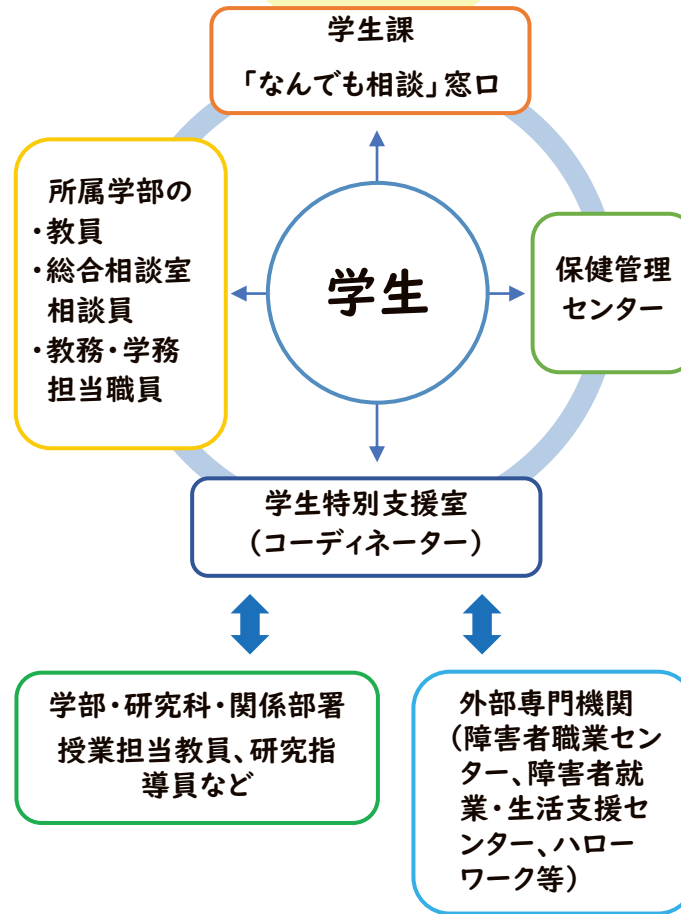 学生課
「なんでも相談」窓口
所属学部の
・教員
・総合相談室
相談員
・教務・学務
担当職員
学生
保健管理
センター
学生特別支援室
(コーディネーター)
学部・研究科・関係部署
授業担当教員、研究指
導員など
外部専門機関
(障害者職業セン
ター、障害者就
業・生活支援セ
ンター、ハロー
ワーク等)